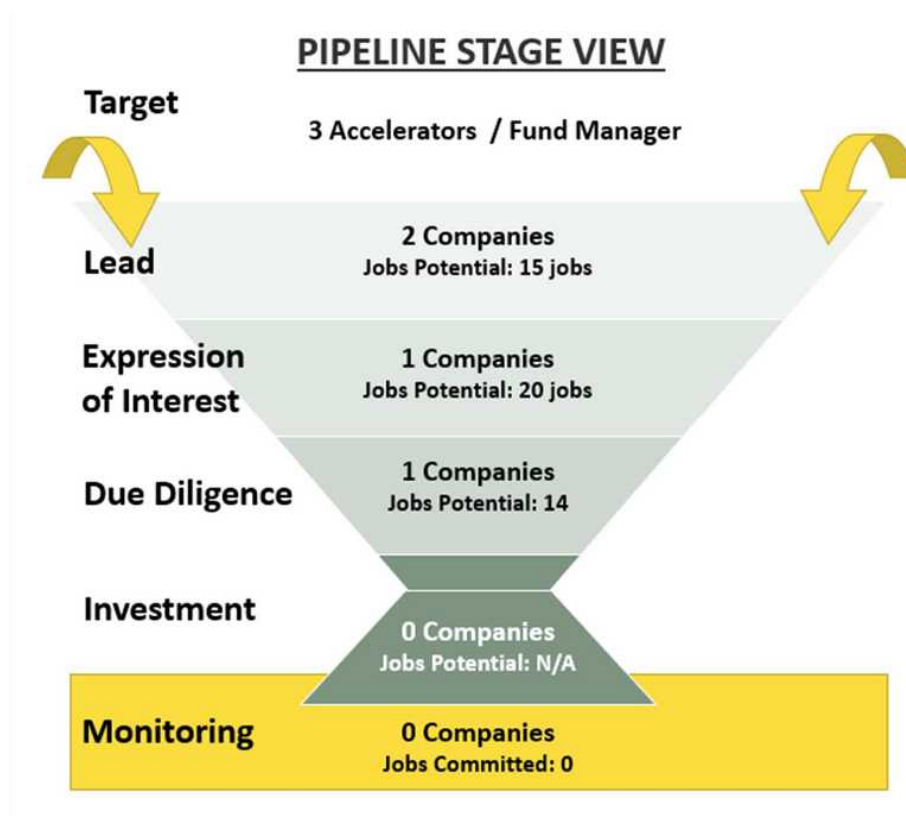 PIPELINE STAGE VIEW
Target
3 Accelerators / Fund Manager
Lead
2 Companies
Jobs Potential: 15 jobs
Expression
of Interest
1 Companies
Jobs Potential: 20 jobs
Due Diligence
1 Companies
Jobs Potential: 14
Investment
0 Companies
Jobs Potential: N/A
Monitoring
0 Companies
Jobs Committed: 0